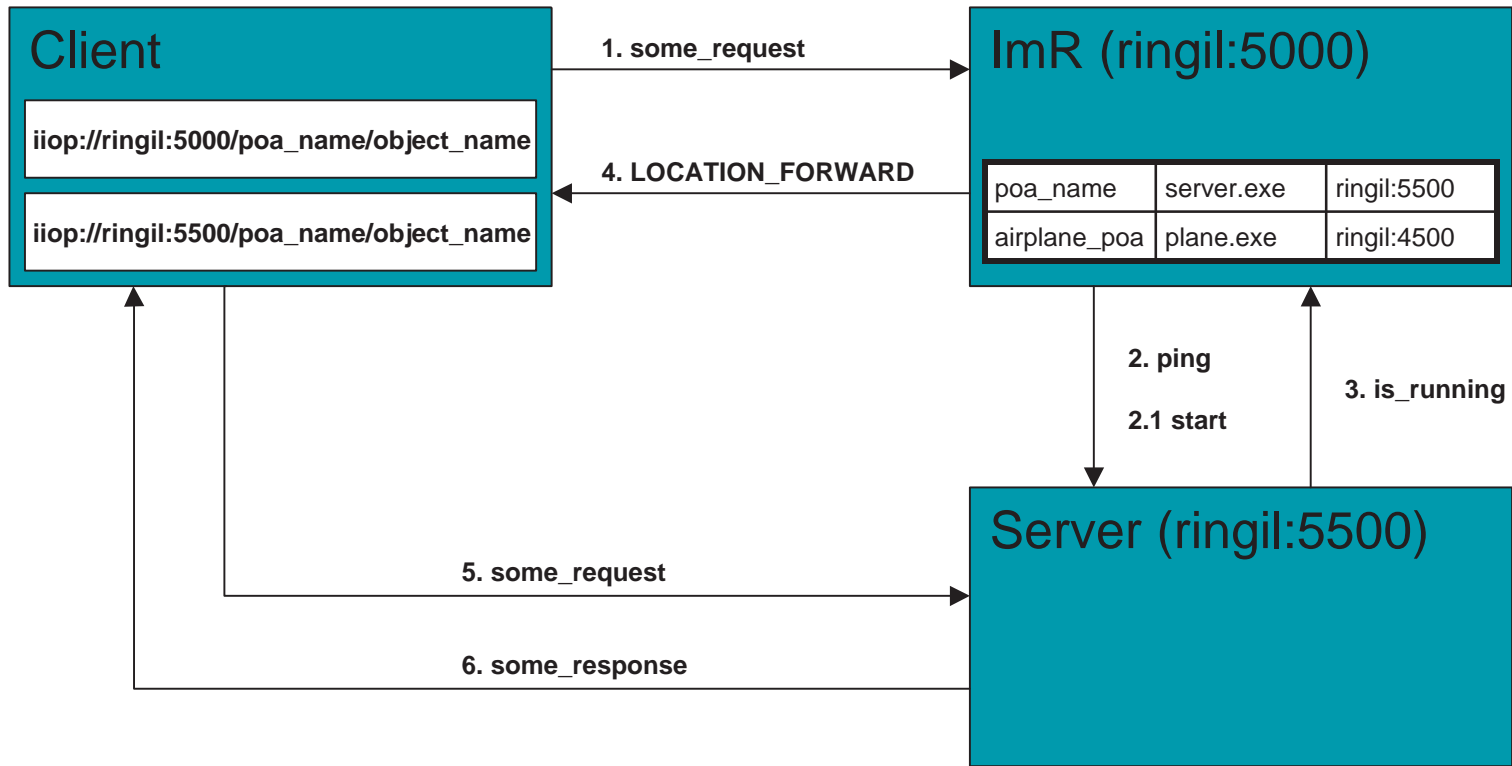 Client
iiop://ringil:5000/poa_name/object_name
iiop://ringil:5500/poa_name/object_name
1. some_request
4. LOCATION_FORWARD
ImR (ringil:5000)
poa_name server.exe ringil:5500
airplane_poa plane.exe ringil:4500
2. ping
2.1 start
3. is_running
Server (ringil:5500)
5. some_request
6. some_response